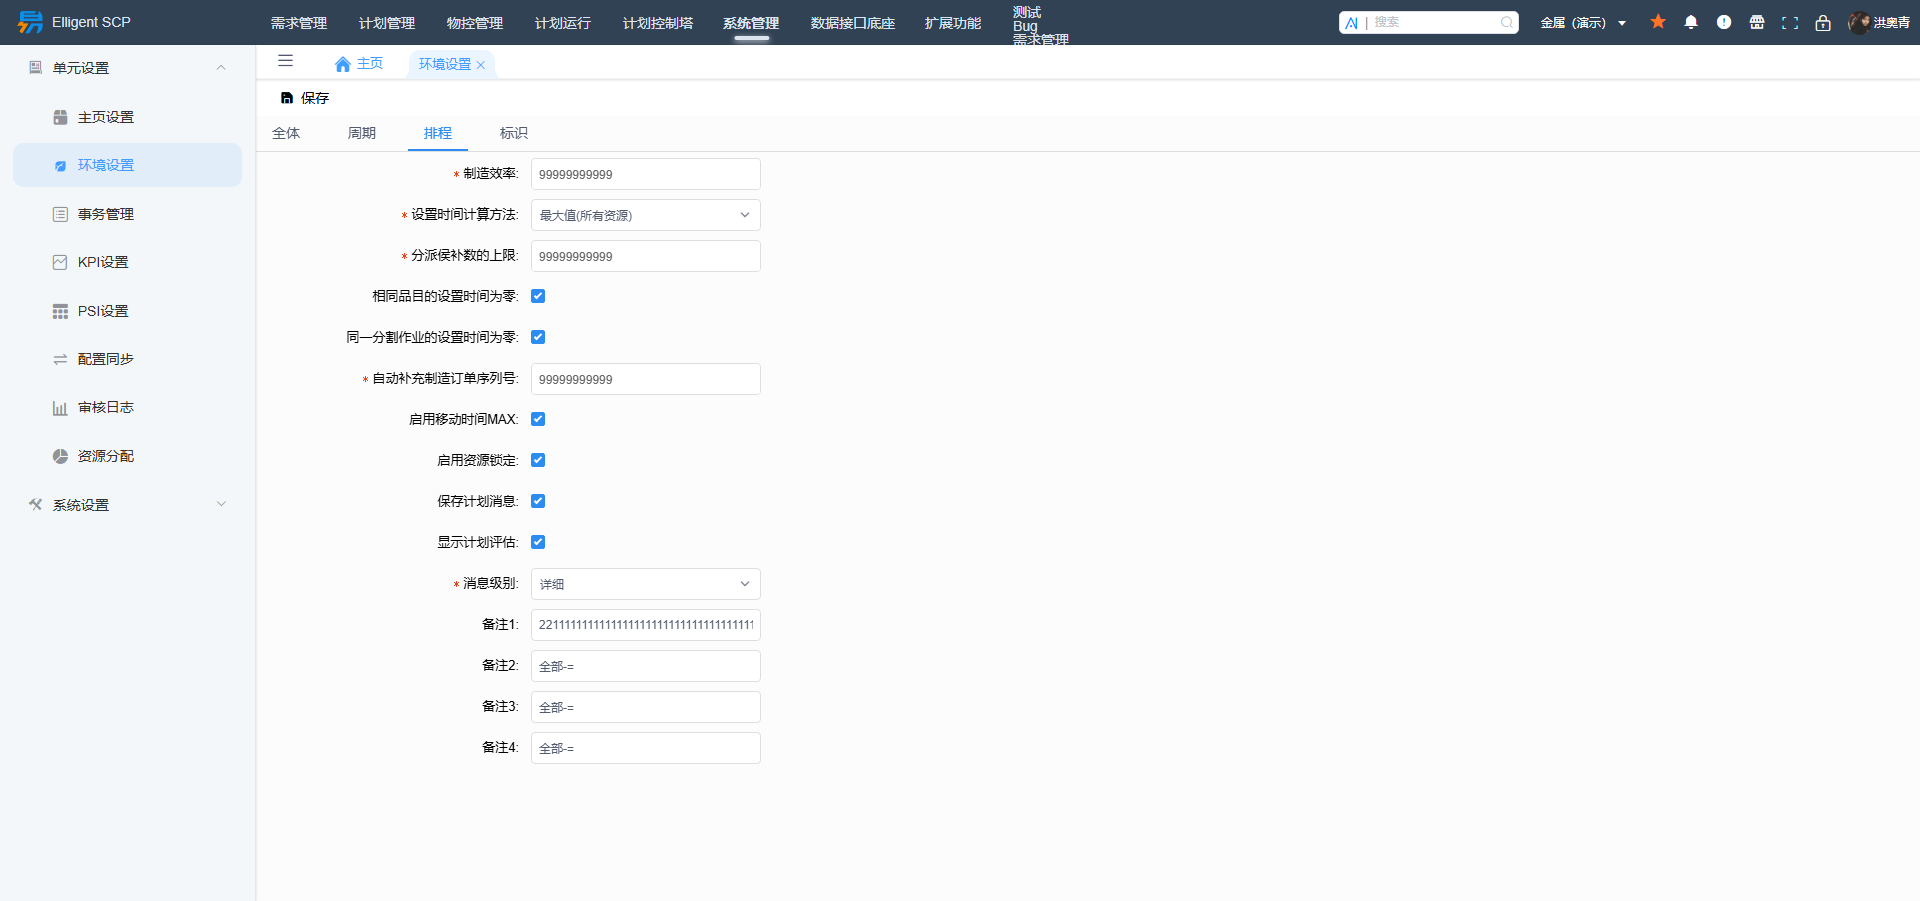 Elligent SCP
需求管理
计划管理
物控管理
计划运行
计划控制塔
系统管理
数据接口底座
扩展功能
测试
Bug
需求管理
AI | 搜索
金属（演示）
洪奥青
单元设置
主页设置
环境设置
事务管理
KPI设置
PSI设置
配置同步
审核日志
资源分配
系统设置
主页
环境设置
保存
全体
周期
排程
标识
* 制造效率: 99999999999
* 设置时间计算方法: 最大值(所有资源)
* 分派侯补数的上限: 99999999999
相同品目的设置时间为零:
同一分割作业的设置时间为零:
* 自动补充制造订单序列号: 99999999999
启用移动时间MAX:
启用资源锁定:
保存计划消息:
显示计划评估:
* 消息级别: 详细
备注1:
备注2: 全部-=
备注3: 全部-=
备注4: 全部-=